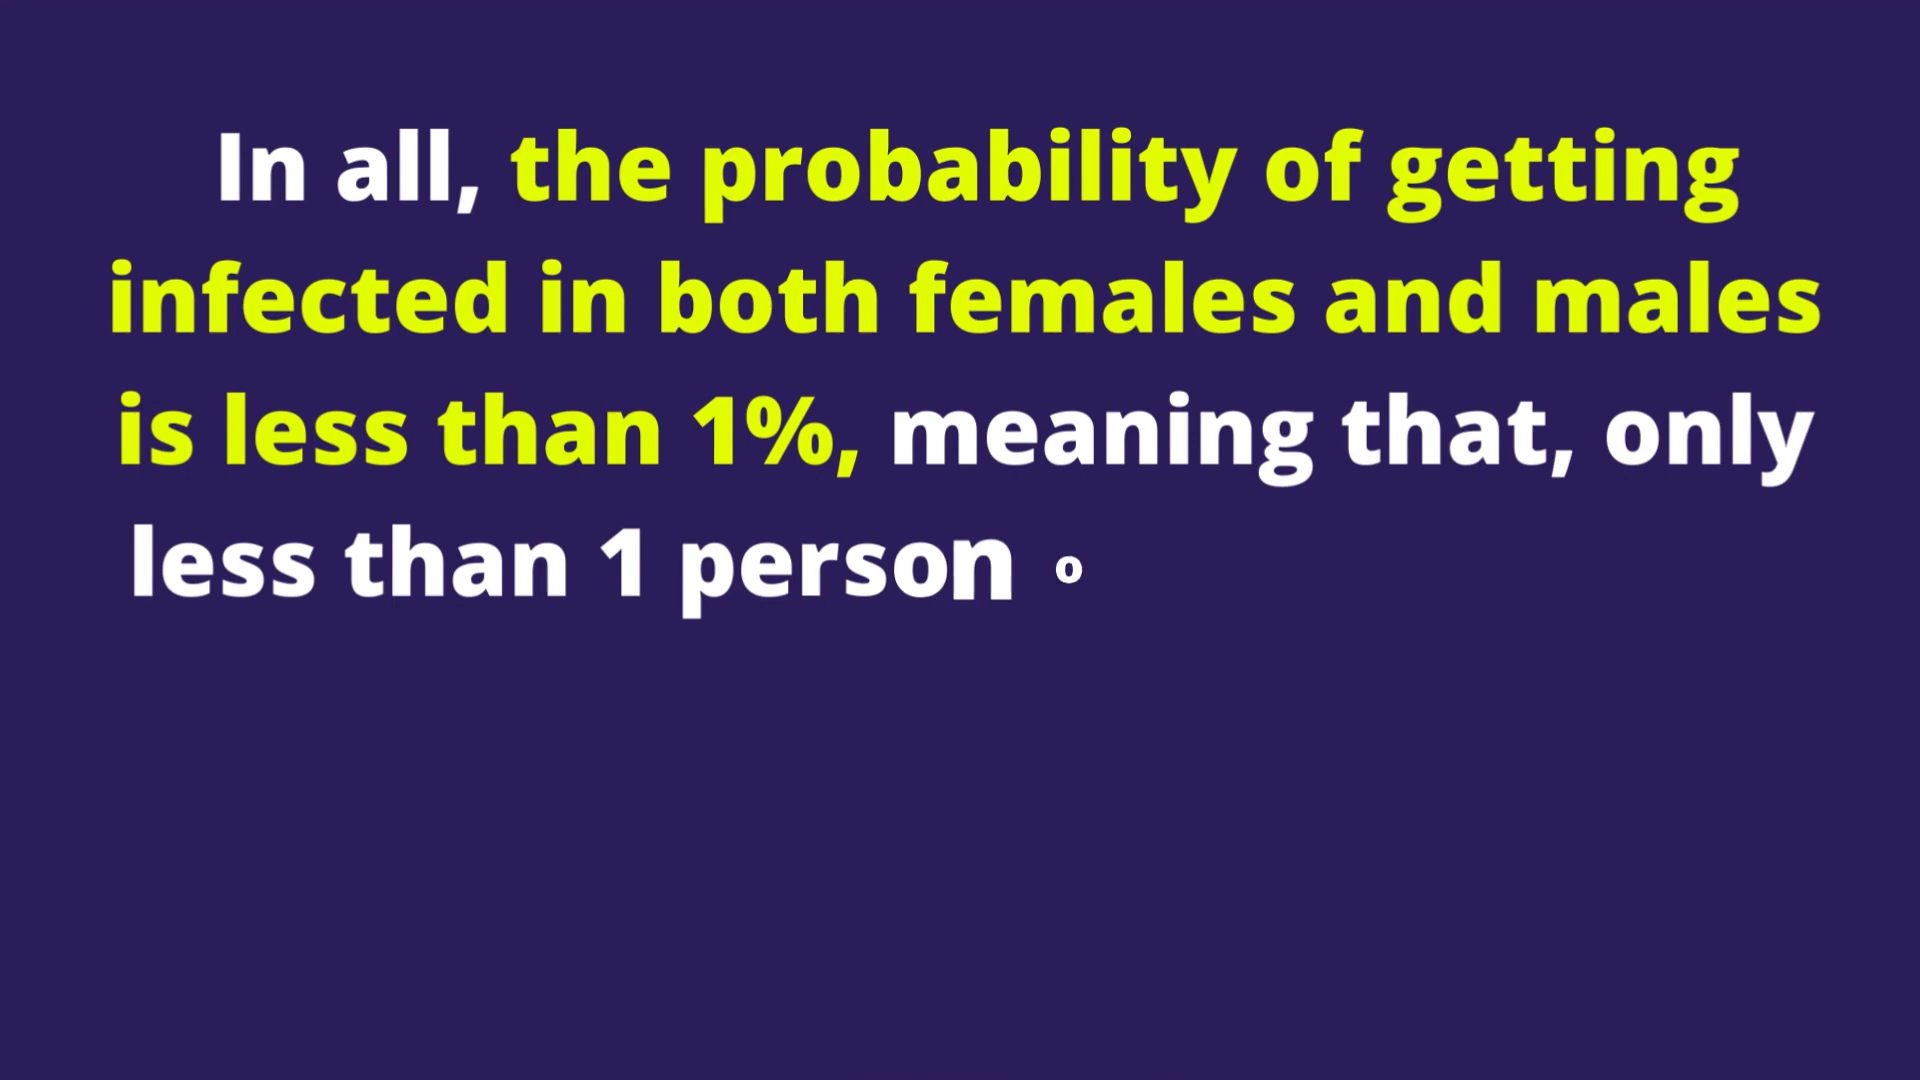 In all, the probability of getting
infected in both females and males
is less than 1%, meaning that, only
less than 1 person o